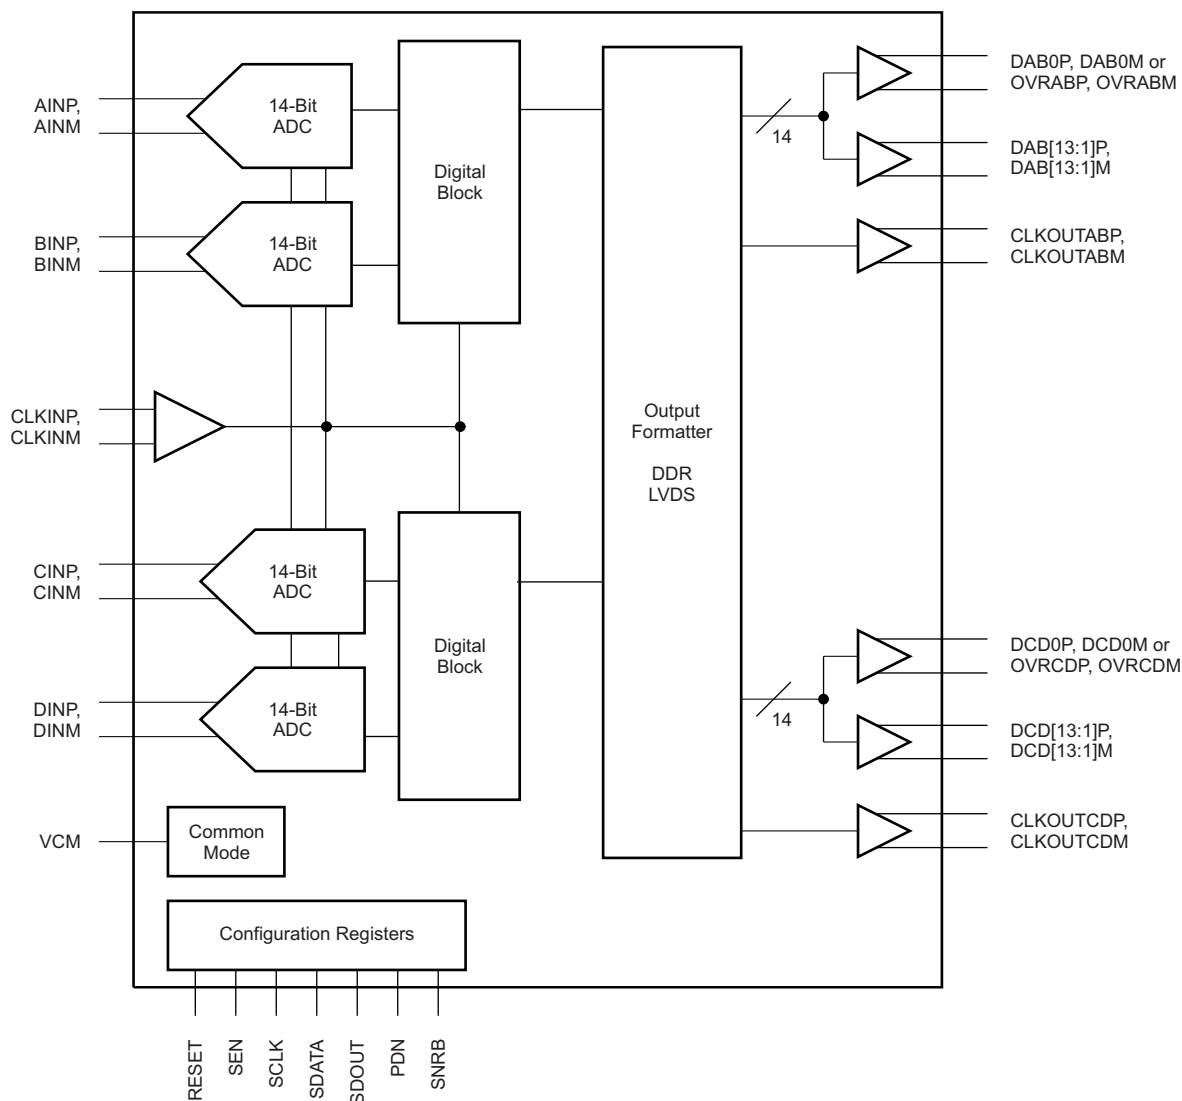 AINP,
AINM
14-Bit
ADC
Digital
Block
14
DAB0P, DAB0M or
OVRABP, OVRABM
DAB[13:1]P,
DAB[13:1]M
BINP,
BINM
14-Bit
ADC
CLKOUTABP,
CLKOUTABM
CLKINP,
CLKINM
Output
Formatter
DDR
LVDS
CINP,
CINM
14-Bit
ADC
Digital
Block
DINP,
DINM
14-Bit
ADC
14
DCD0P, DCD0M or
OVRCDP, OVRCDM
DCD[13:1]P,
DCD[13:1]M
CLKOUTCDP,
CLKOUTCDM
VCM
Common
Mode
Configuration Registers
RESET
SEN
SCLK
SDATA
SDOUT
PDN
SNRB